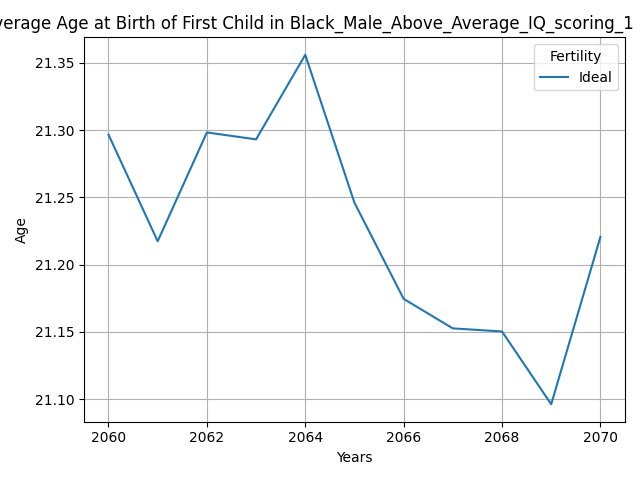 verage Age at Birth of First Child in Black_Male_Above_Average_IQ_scoring_1
Fertility
Ideal
21.35
21.30
21.25
21.20
21.15
21.10
Age
2060 2062 2064 2066 2068 2070
Years